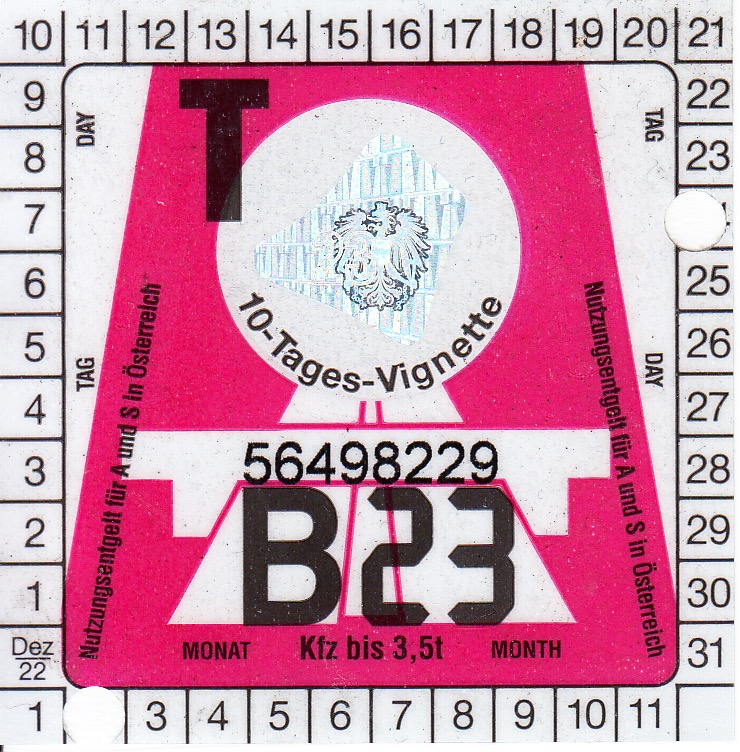 10 11 12 13 14 15 16 17 18 19 20 21
9 22
8 23
7
6 25
5 26
4 27
3 28
2 29
1 30
Dez
22
31
1 3 4 5 6 7 8 9 10 11
DAY
TAG
TAG
DAY
T
10-Tages-Vignette
Nutzungsentgelt für A und S in Österreich
Nutzungsentgelt für A und S in Österreich
56498229
B23
MONAT Kfz bis 3,5t MONTH